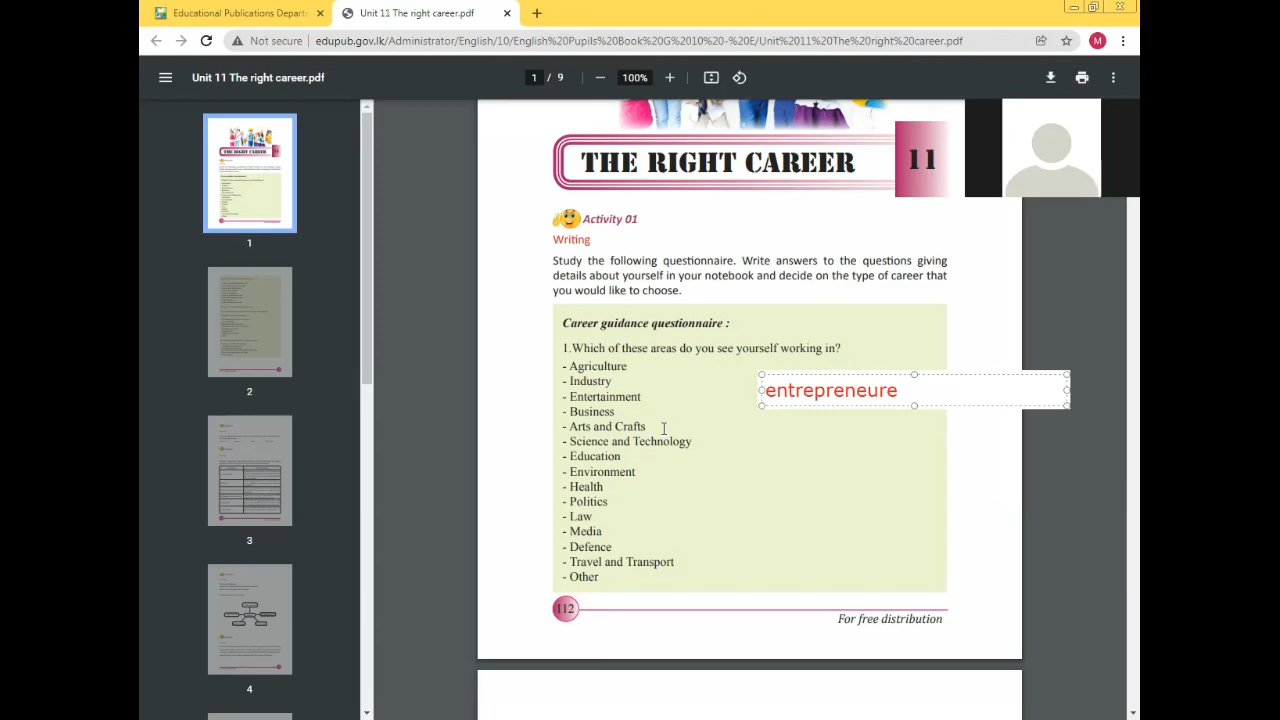 Educational Publications Departm
Unit 11 The right career.pdf
Not secure
edupub.gov.lk/Administrator/English/10/English%20Pupils%20Book%20G%2010%20-%20E/Unit%2011%20The%20right%20career.pdf
M
Unit 11 The right career.pdf
1 / 9
100%
1
2
3
4
THE RIGHT CAREER
11
Activity 01
Writing
Study the following questionnaire. Write answers to the questions giving
details about yourself in your notebook and decide on the type of career that
you would like to choose.
Career guidance questionnaire :
1.Which of these areas do you see yourself working in?
- Agriculture
- Industry
- Entertainment
- Business
- Arts and Crafts
- Science and Technology
- Education
- Environment
- Health
- Politics
- Law
- Media
- Defence
- Travel and Transport
- Other
entrepreneure
112
For free distribution